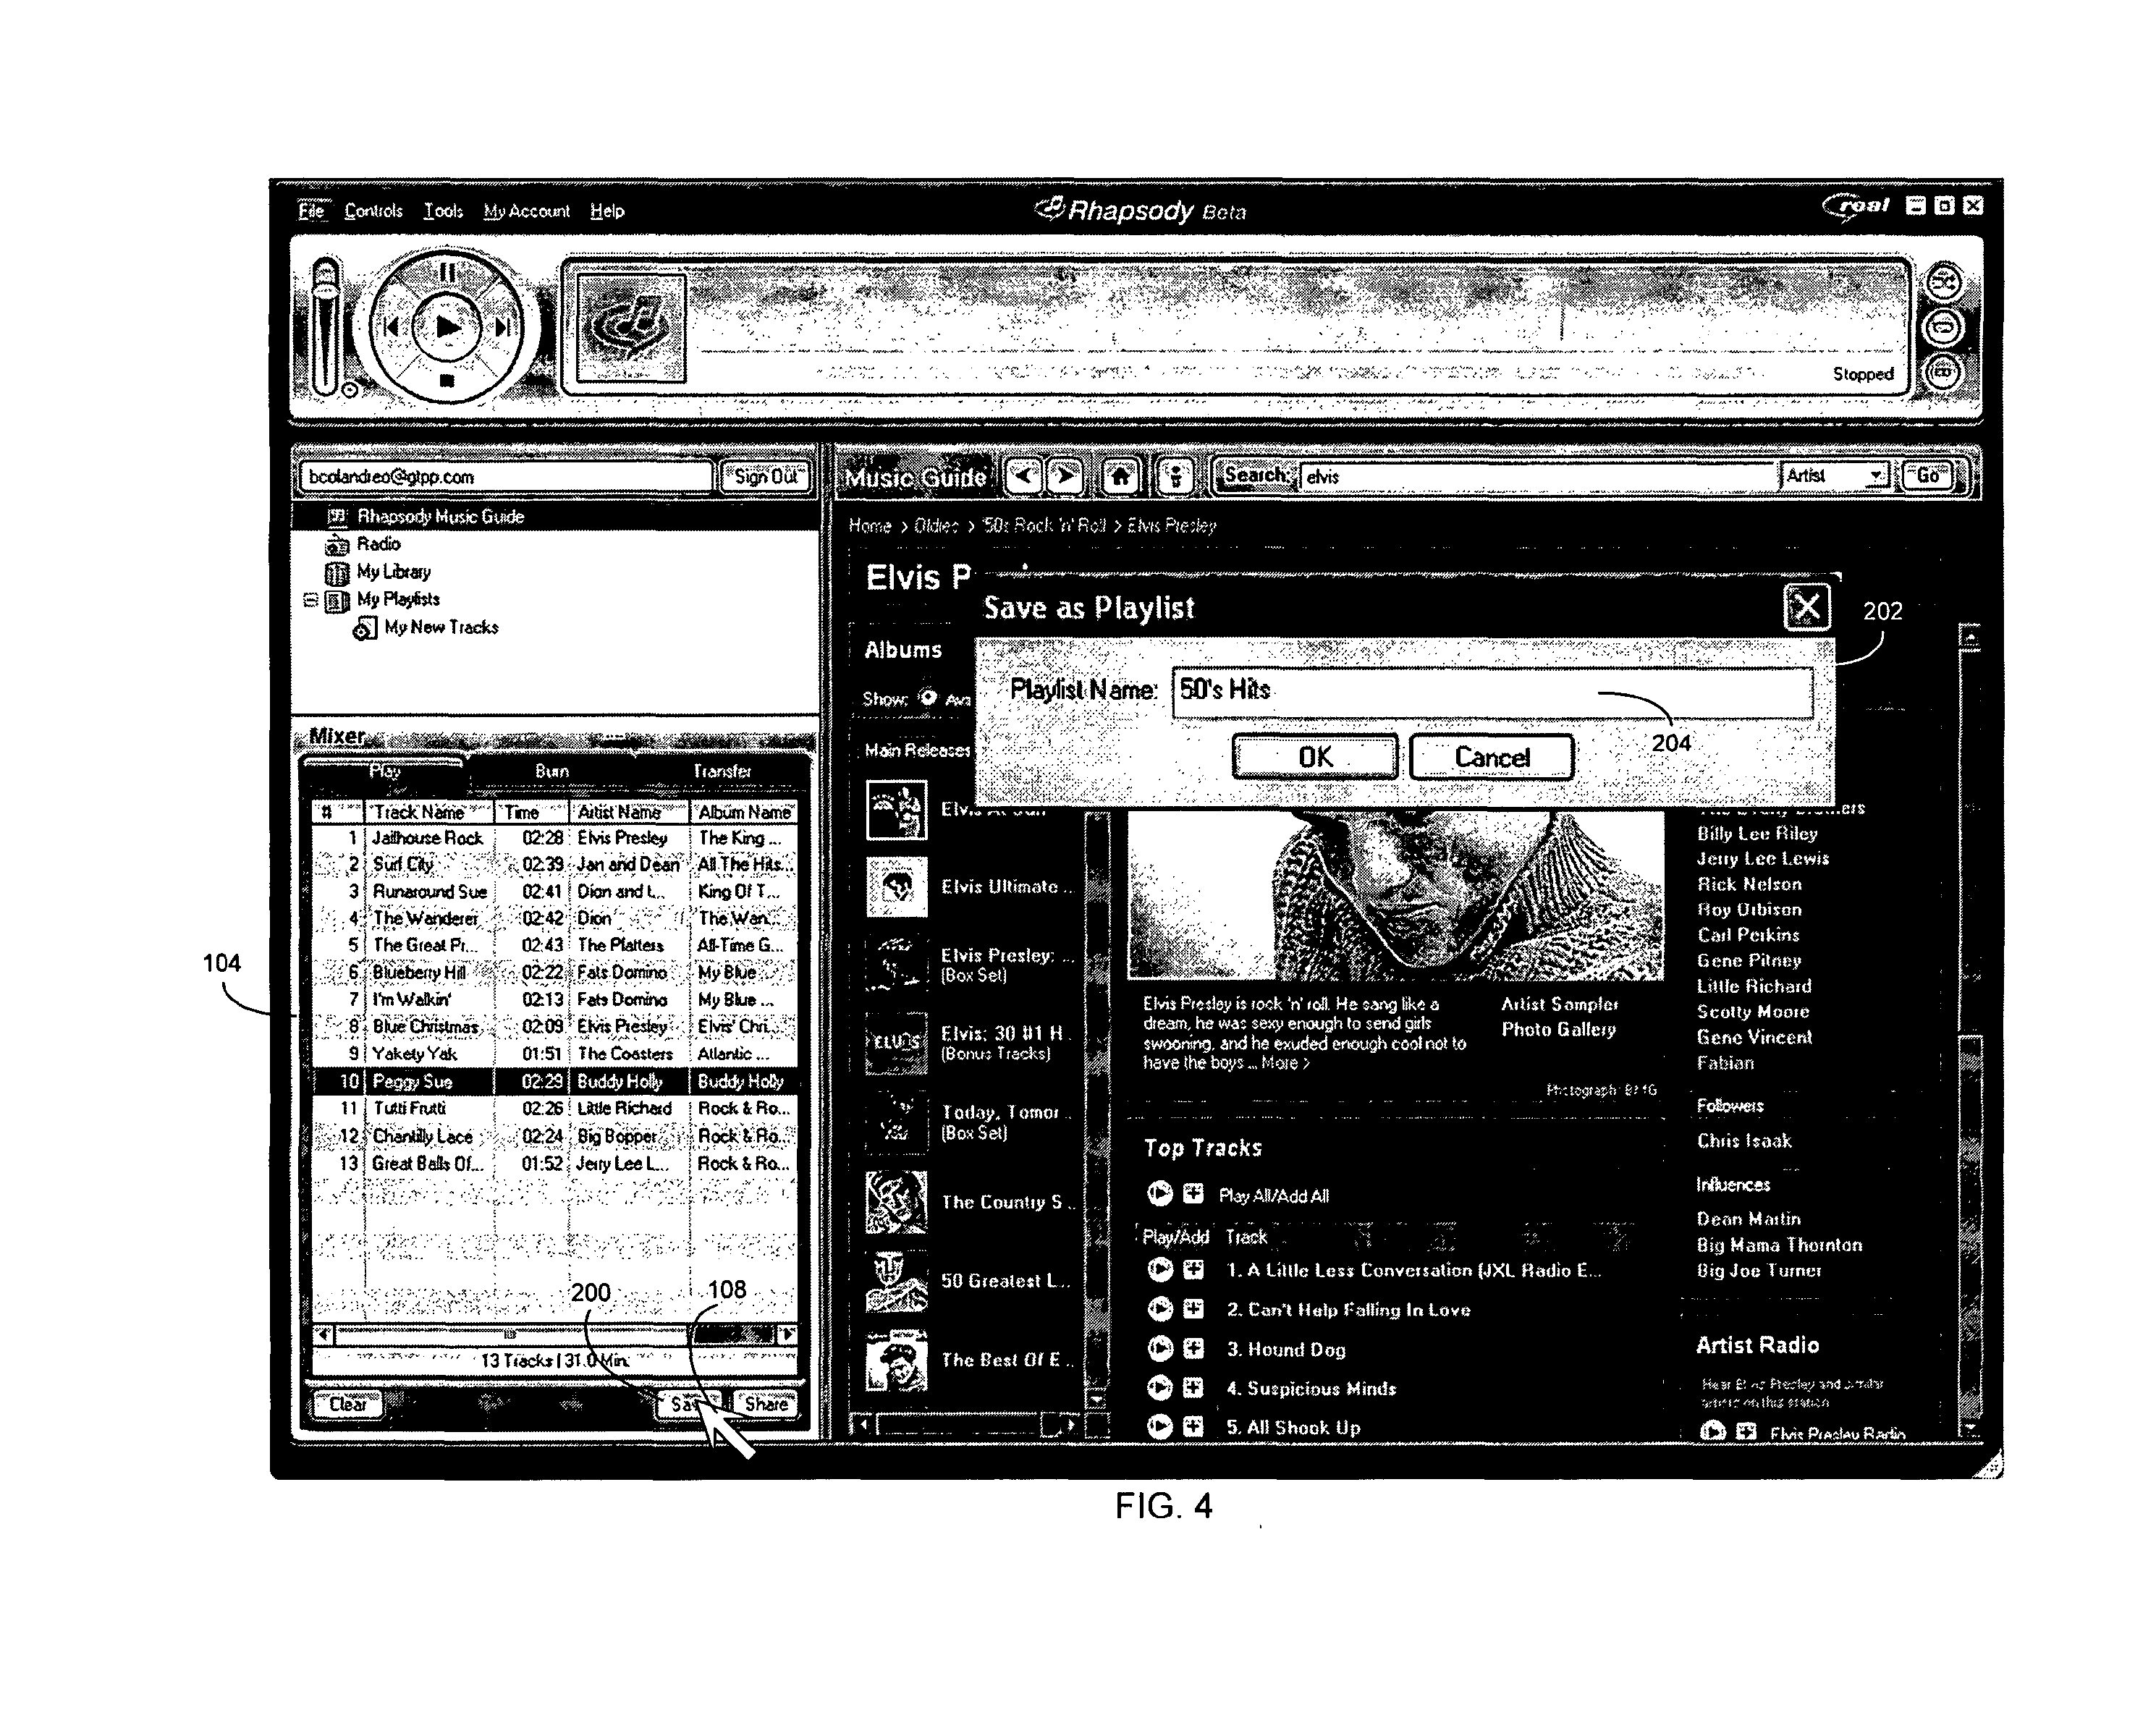 File Controls Tools My Account Help
Rhapsody Beta
real
Stopped
bcolandreo@gtpp.com Sign Out
Rhapsody Music Guide
Radio
My Library
My Playlists
My New Tracks
Music Guide Search: elvis Artist Go
Home > Oldies > '50s Rock 'n' Roll > Elvis Presley
Elvis P
Save as Playlist
202
Playlist Name: 50's Hits
204
OK Cancel
Albums
Show:
Main Releases
Mixer
Play Burn Transfer
# Track Name Time Artist Name Album Name
1 Jailhouse Rock 02:28 Elvis Presley The King ...
2 Surf City 02:39 Jan and Dean All The Hits...
3 Runaround Sue 02:41 Dion and t... King Of T...
4 The Wanderer 02:42 Dion The Wan...
5 The Great Pr... 02:43 The Platters All-Time G...
6 Blueberry Hill 02:22 Fats Domino My Blue ...
7 I'm Walkin' 02:13 Fats Domino My Blue ...
8 Blue Christmas 02:09 Elvis Presley Elvis' Chri...
9 Yakety Yak 01:51 The Coasters Atlantic ...
10 Peggy Sue 02:29 Buddy Holly Buddy Holly
11 Tutti Frutti 02:26 Little Richard Rock & Ro...
12 Chantilly Lace 02:24 Big Bopper Rock & Ro...
13 Great Balls Of... 01:52 Jerry Lee L... Rock & Ro...
104
200 108
13 Tracks | 31.0 Min.
Clear Sav Share
Elvis Ultimate ...
Elvis Presley: ...
(Box Set)
ELVIS
Elvis: 30 #1 H
(Bonus Tracks)
Today, Tomor ..
(Box Set)
The Country S ..
50 Greatest L...
The Best Of E ..
Elvis Presley is rock 'n' roll. He sang like a
dream, he was sexy enough to send girls
swooning, and he exuded enough cool not to
have the boys ... More >
Artist Sampler
Photo Gallery
Photograph: BMG
Top Tracks
Play All/Add All
Play/Add Track
1. A Little Less Conversation (JXL Radio E...
2. Can't Help Falling In Love
3. Hound Dog
4. Suspicious Minds
5. All Shook Up
Billy Lee Riley
Jerry Lee Lewis
Rick Nelson
Roy Orbison
Carl Perkins
Gene Pitney
Little Richard
Scotty Moore
Gene Vincent
Fabian
Followers
Chris Isaak
Influences
Dean Martin
Big Mama Thornton
Big Joe Turner
Artist Radio
Hear Elvis Presley and similar
artists on this station
Elvis Presley Radio
FIG. 4